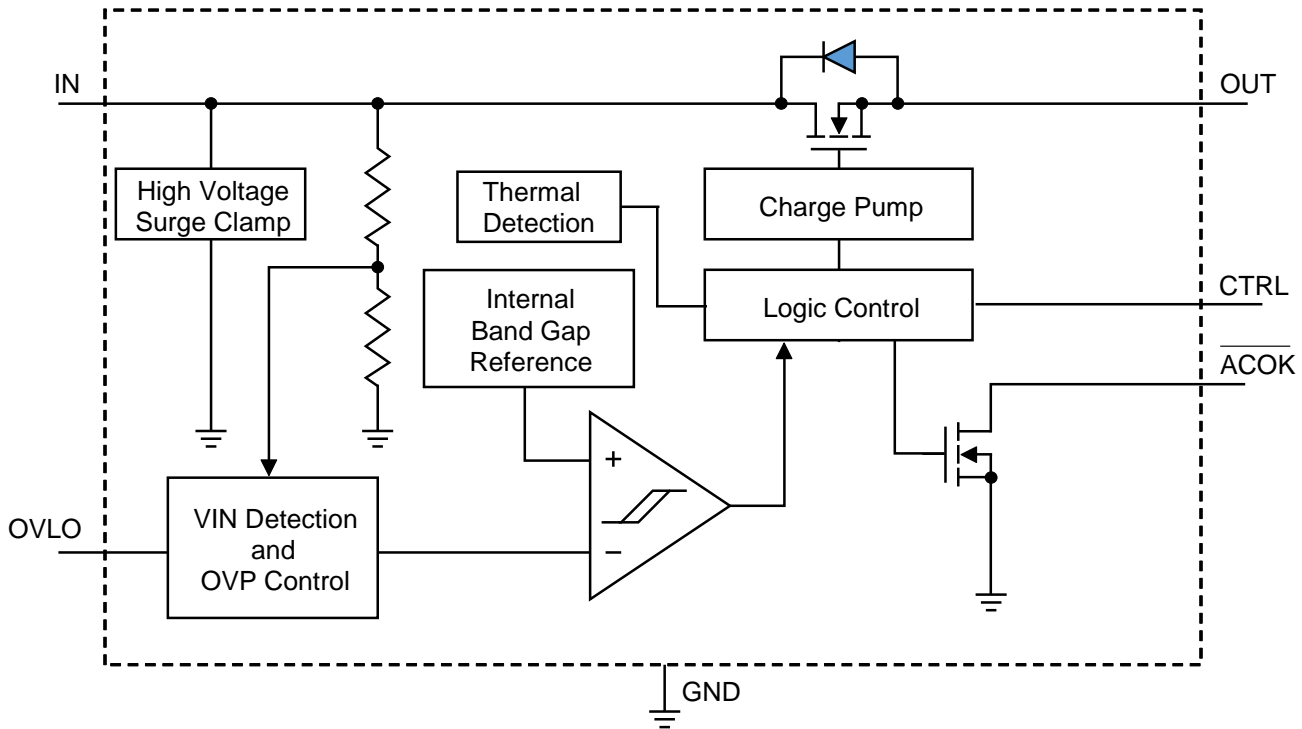 IN
OUT
High Voltage
Surge Clamp
Thermal
Detection
Charge Pump
Internal
Band Gap
Reference
Logic Control
CTRL
ACOK
+
OVLO
VIN Detection
and
OVP Control
−
GND